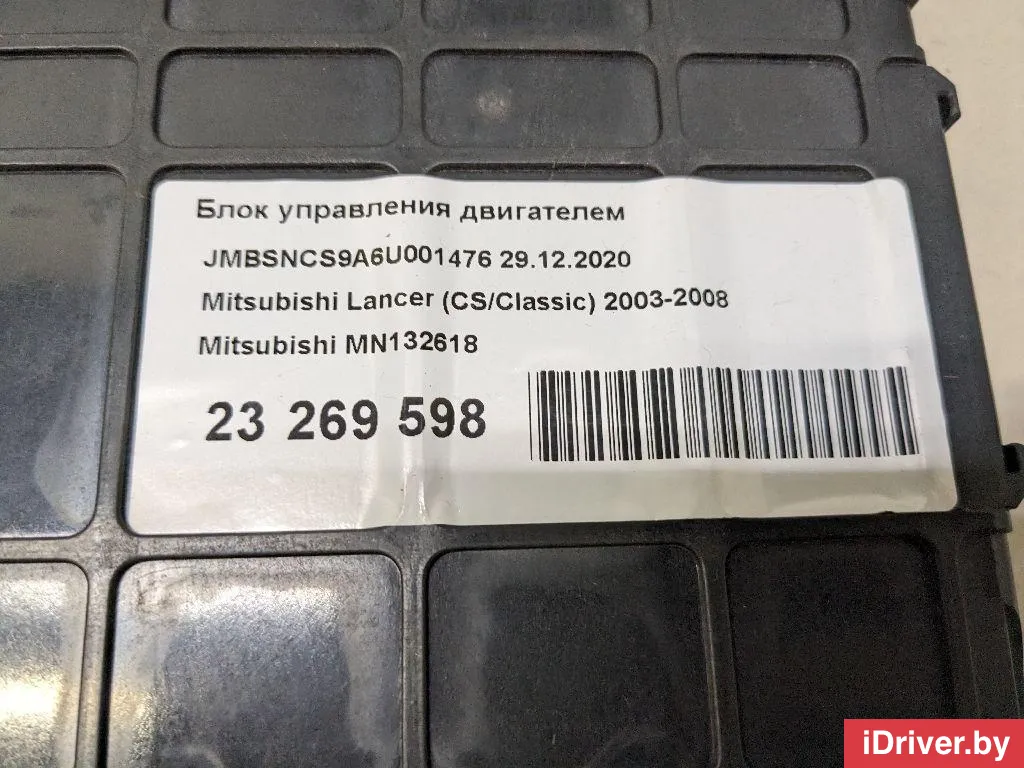 Блок управления двигателем
JMBSNCS9A6U001476 29.12.2020
Mitsubishi Lancer (CS/Classic) 2003-2008
Mitsubishi MN132618
23 269 598
iDriver.by